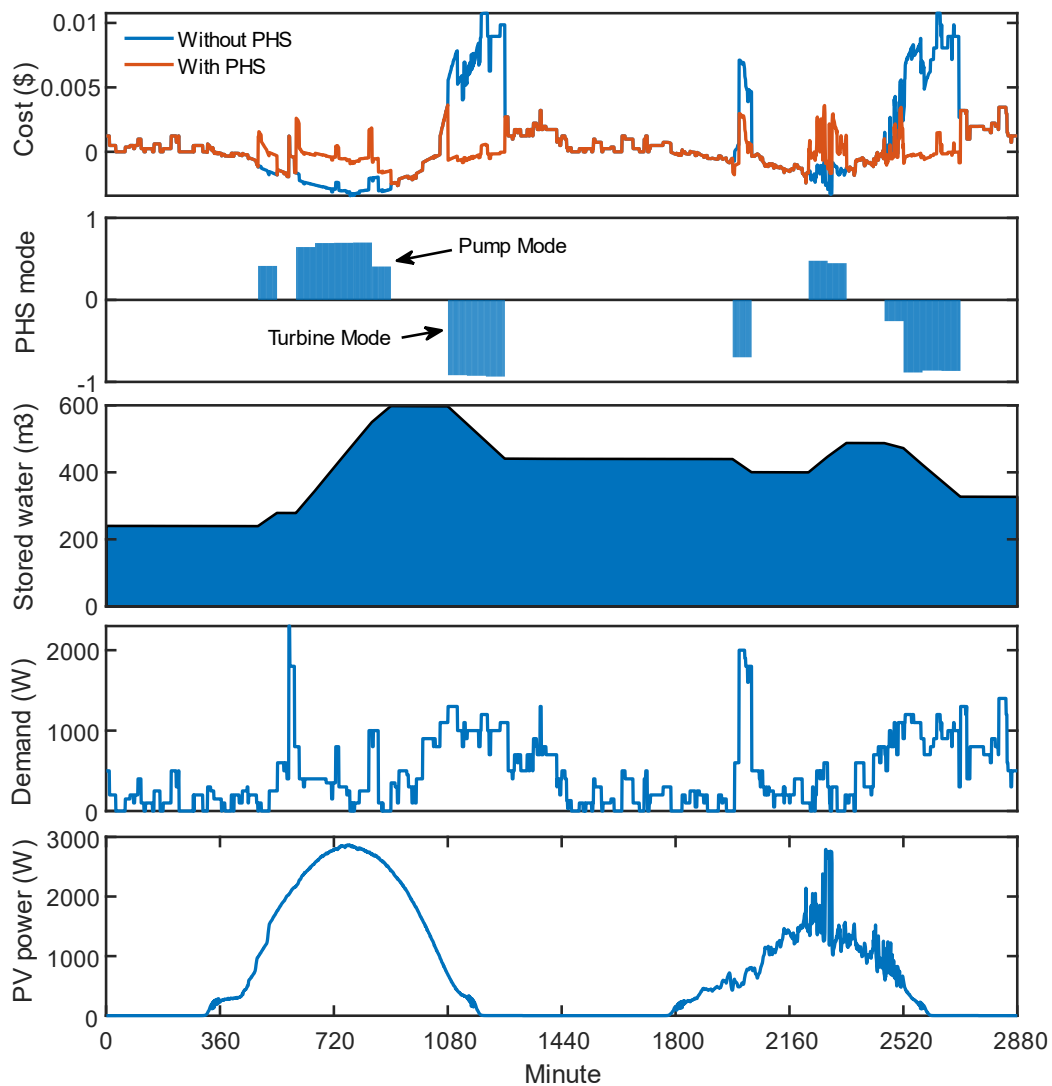 0.01
0.005
0
Cost ($)
Without PHS
With PHS
1
0
-1
PHS mode
Pump Mode
Turbine Mode
600
400
200
0
Stored water (m3)
2000
1000
0
Demand (W)
3000
2000
1000
0
PV power (W)
0 360 720 1080 1440 1800 2160 2520 2880
Minute